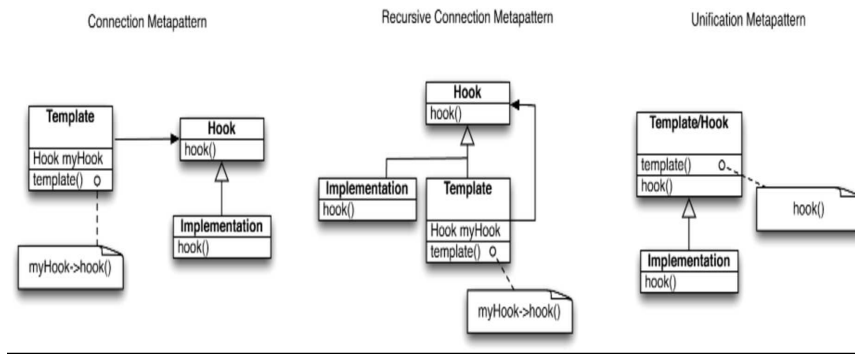 Connection Metapattern
Template
Hook myHook
template()
Hook
hook()
Implementation
hook()
myHook->hook()
Recursive Connection Metapattern
Hook
hook()
Implementation
hook()
Template
Hook myHook
template()
myHook->hook()
Unification Metapattern
Template/Hook
template()
hook()
hook()
Implementation
hook()